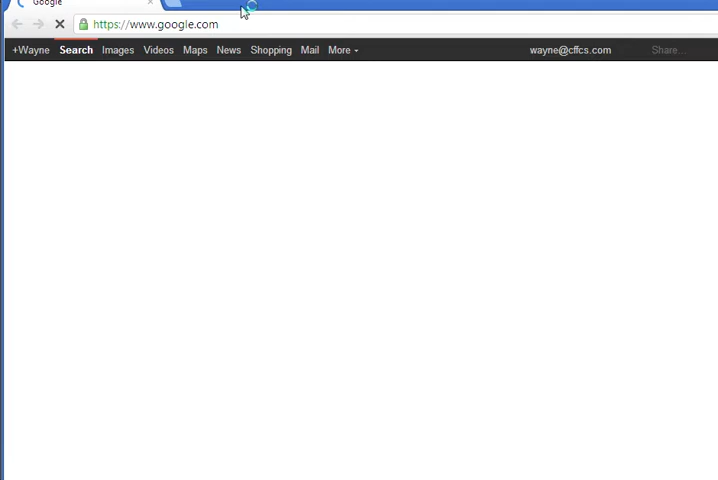 Google
https://www.google.com
+Wayne Search Images Videos Maps News Shopping Mail More wayne@cffcs.com Share...